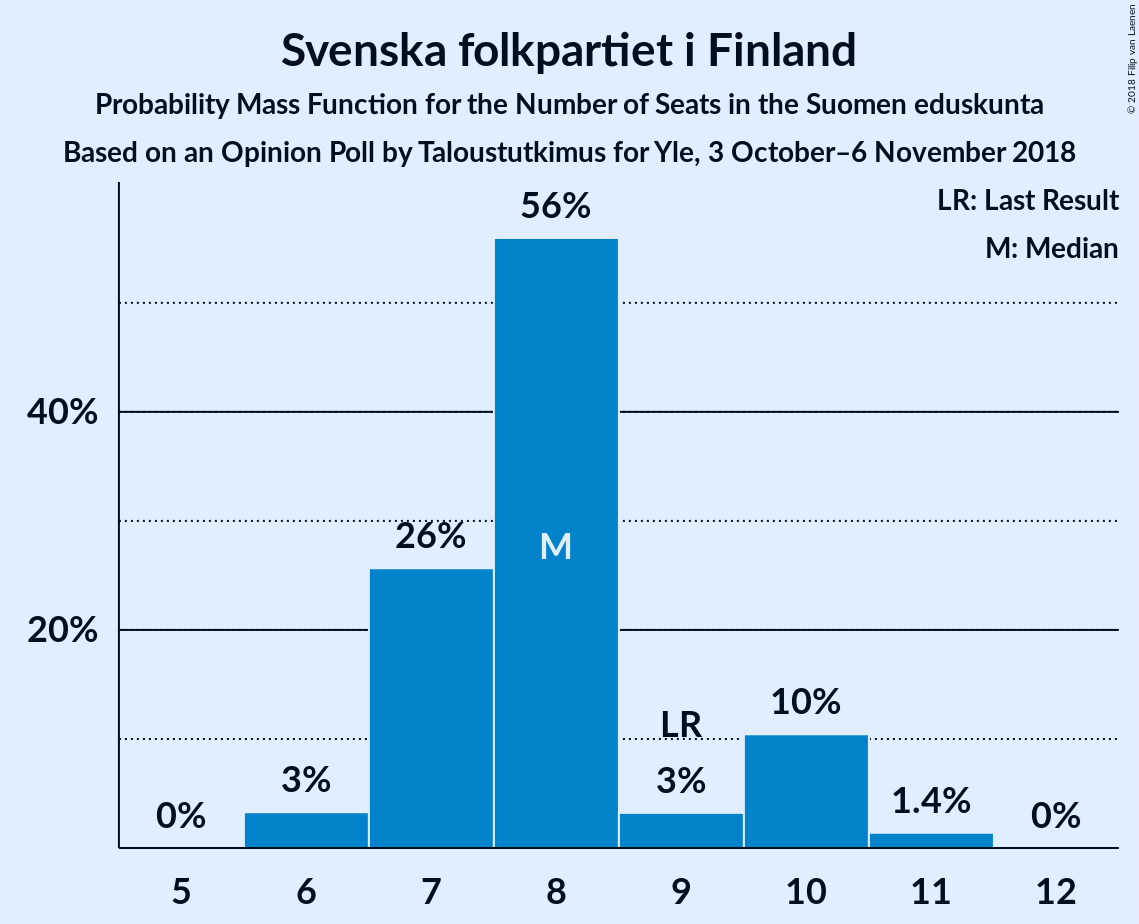 Svenska folkpartiet i Finland
Probability Mass Function for the Number of Seats in the Suomen eduskunta
Based on an Opinion Poll by Taloustutkimus for Yle, 3 October–6 November 2018
© 2018 Filip van Laenen
LR: Last Result
M: Median
56%
40%
26%
M
20%
LR
10%
3%
3%
1.4%
0%
0%
5 6 7 8 9 10 11 12